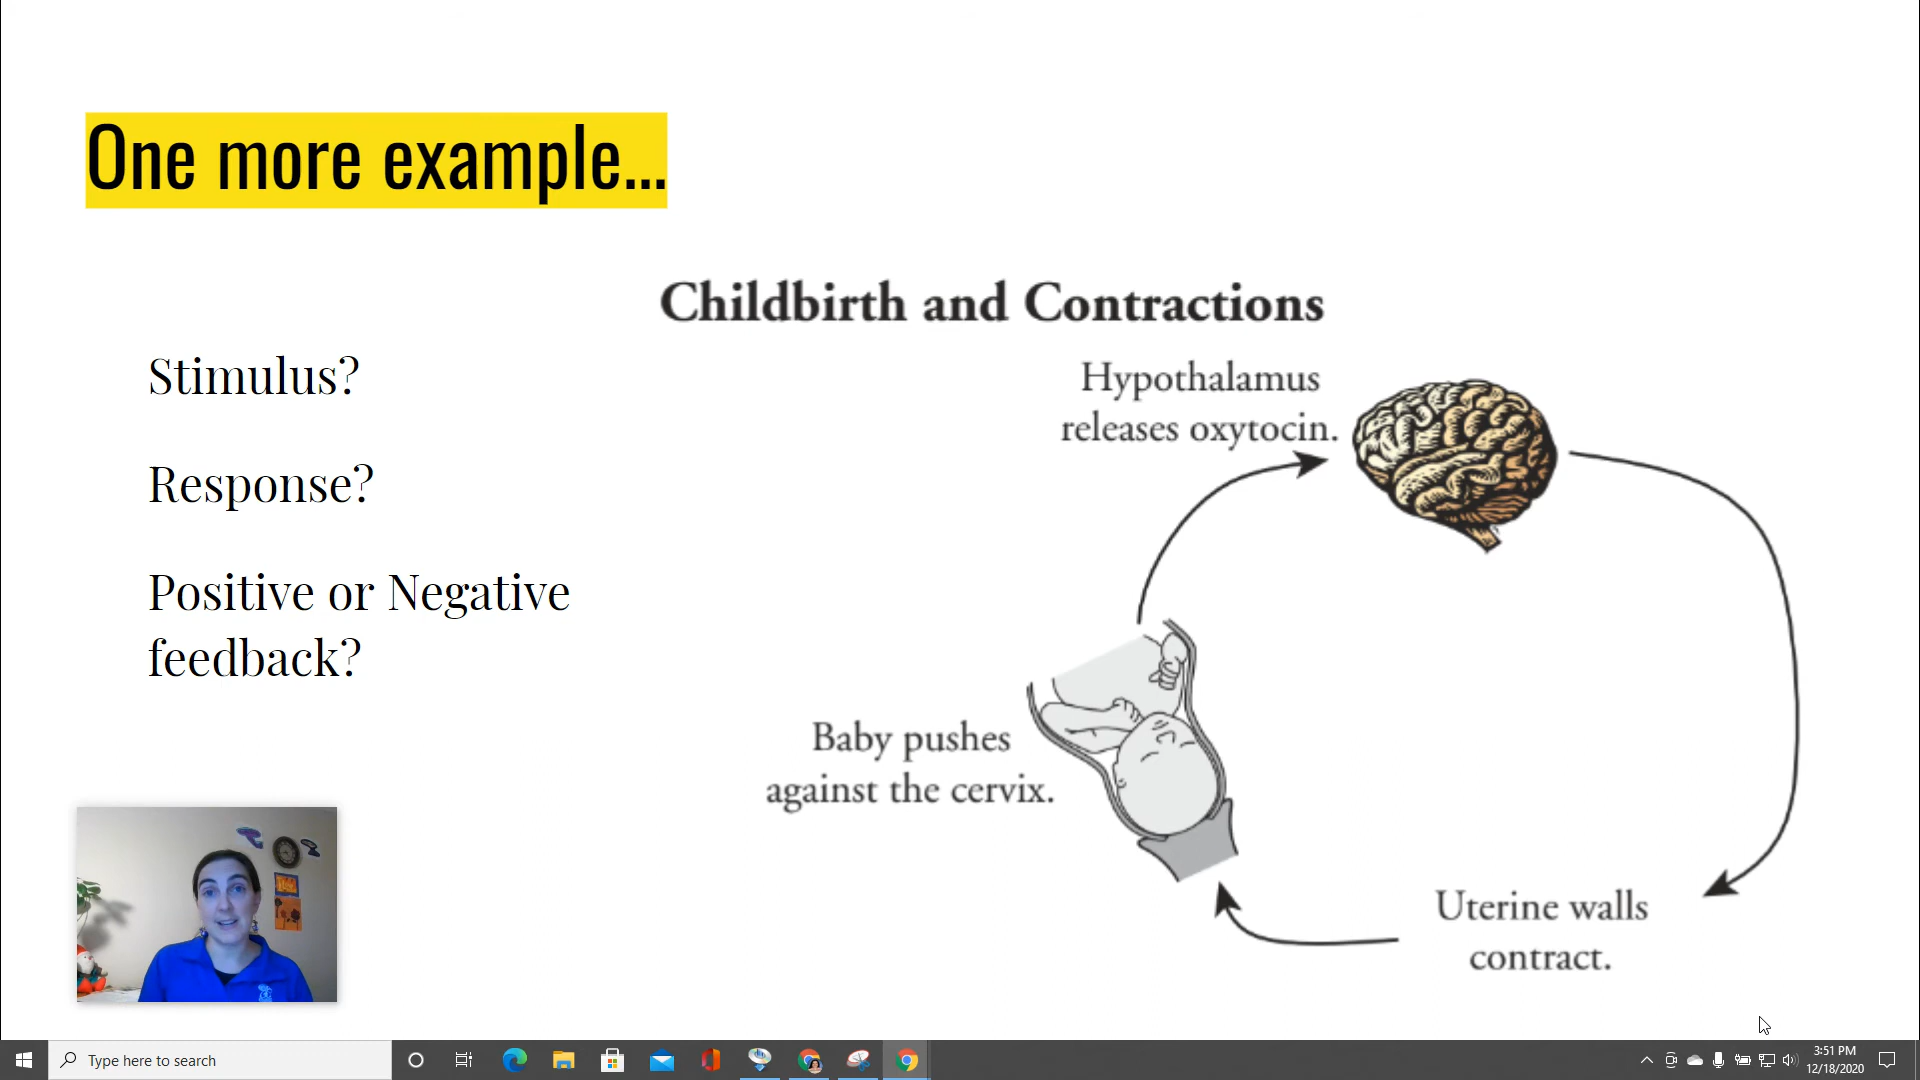 One more example...
Childbirth and Contractions
Stimulus?
Response?
Positive or Negative
feedback?
Hypothalamus
releases oxytocin.
Baby pushes
against the cervix.
Uterine walls
contract.
Type here to search
3:51 PM
12/18/2020